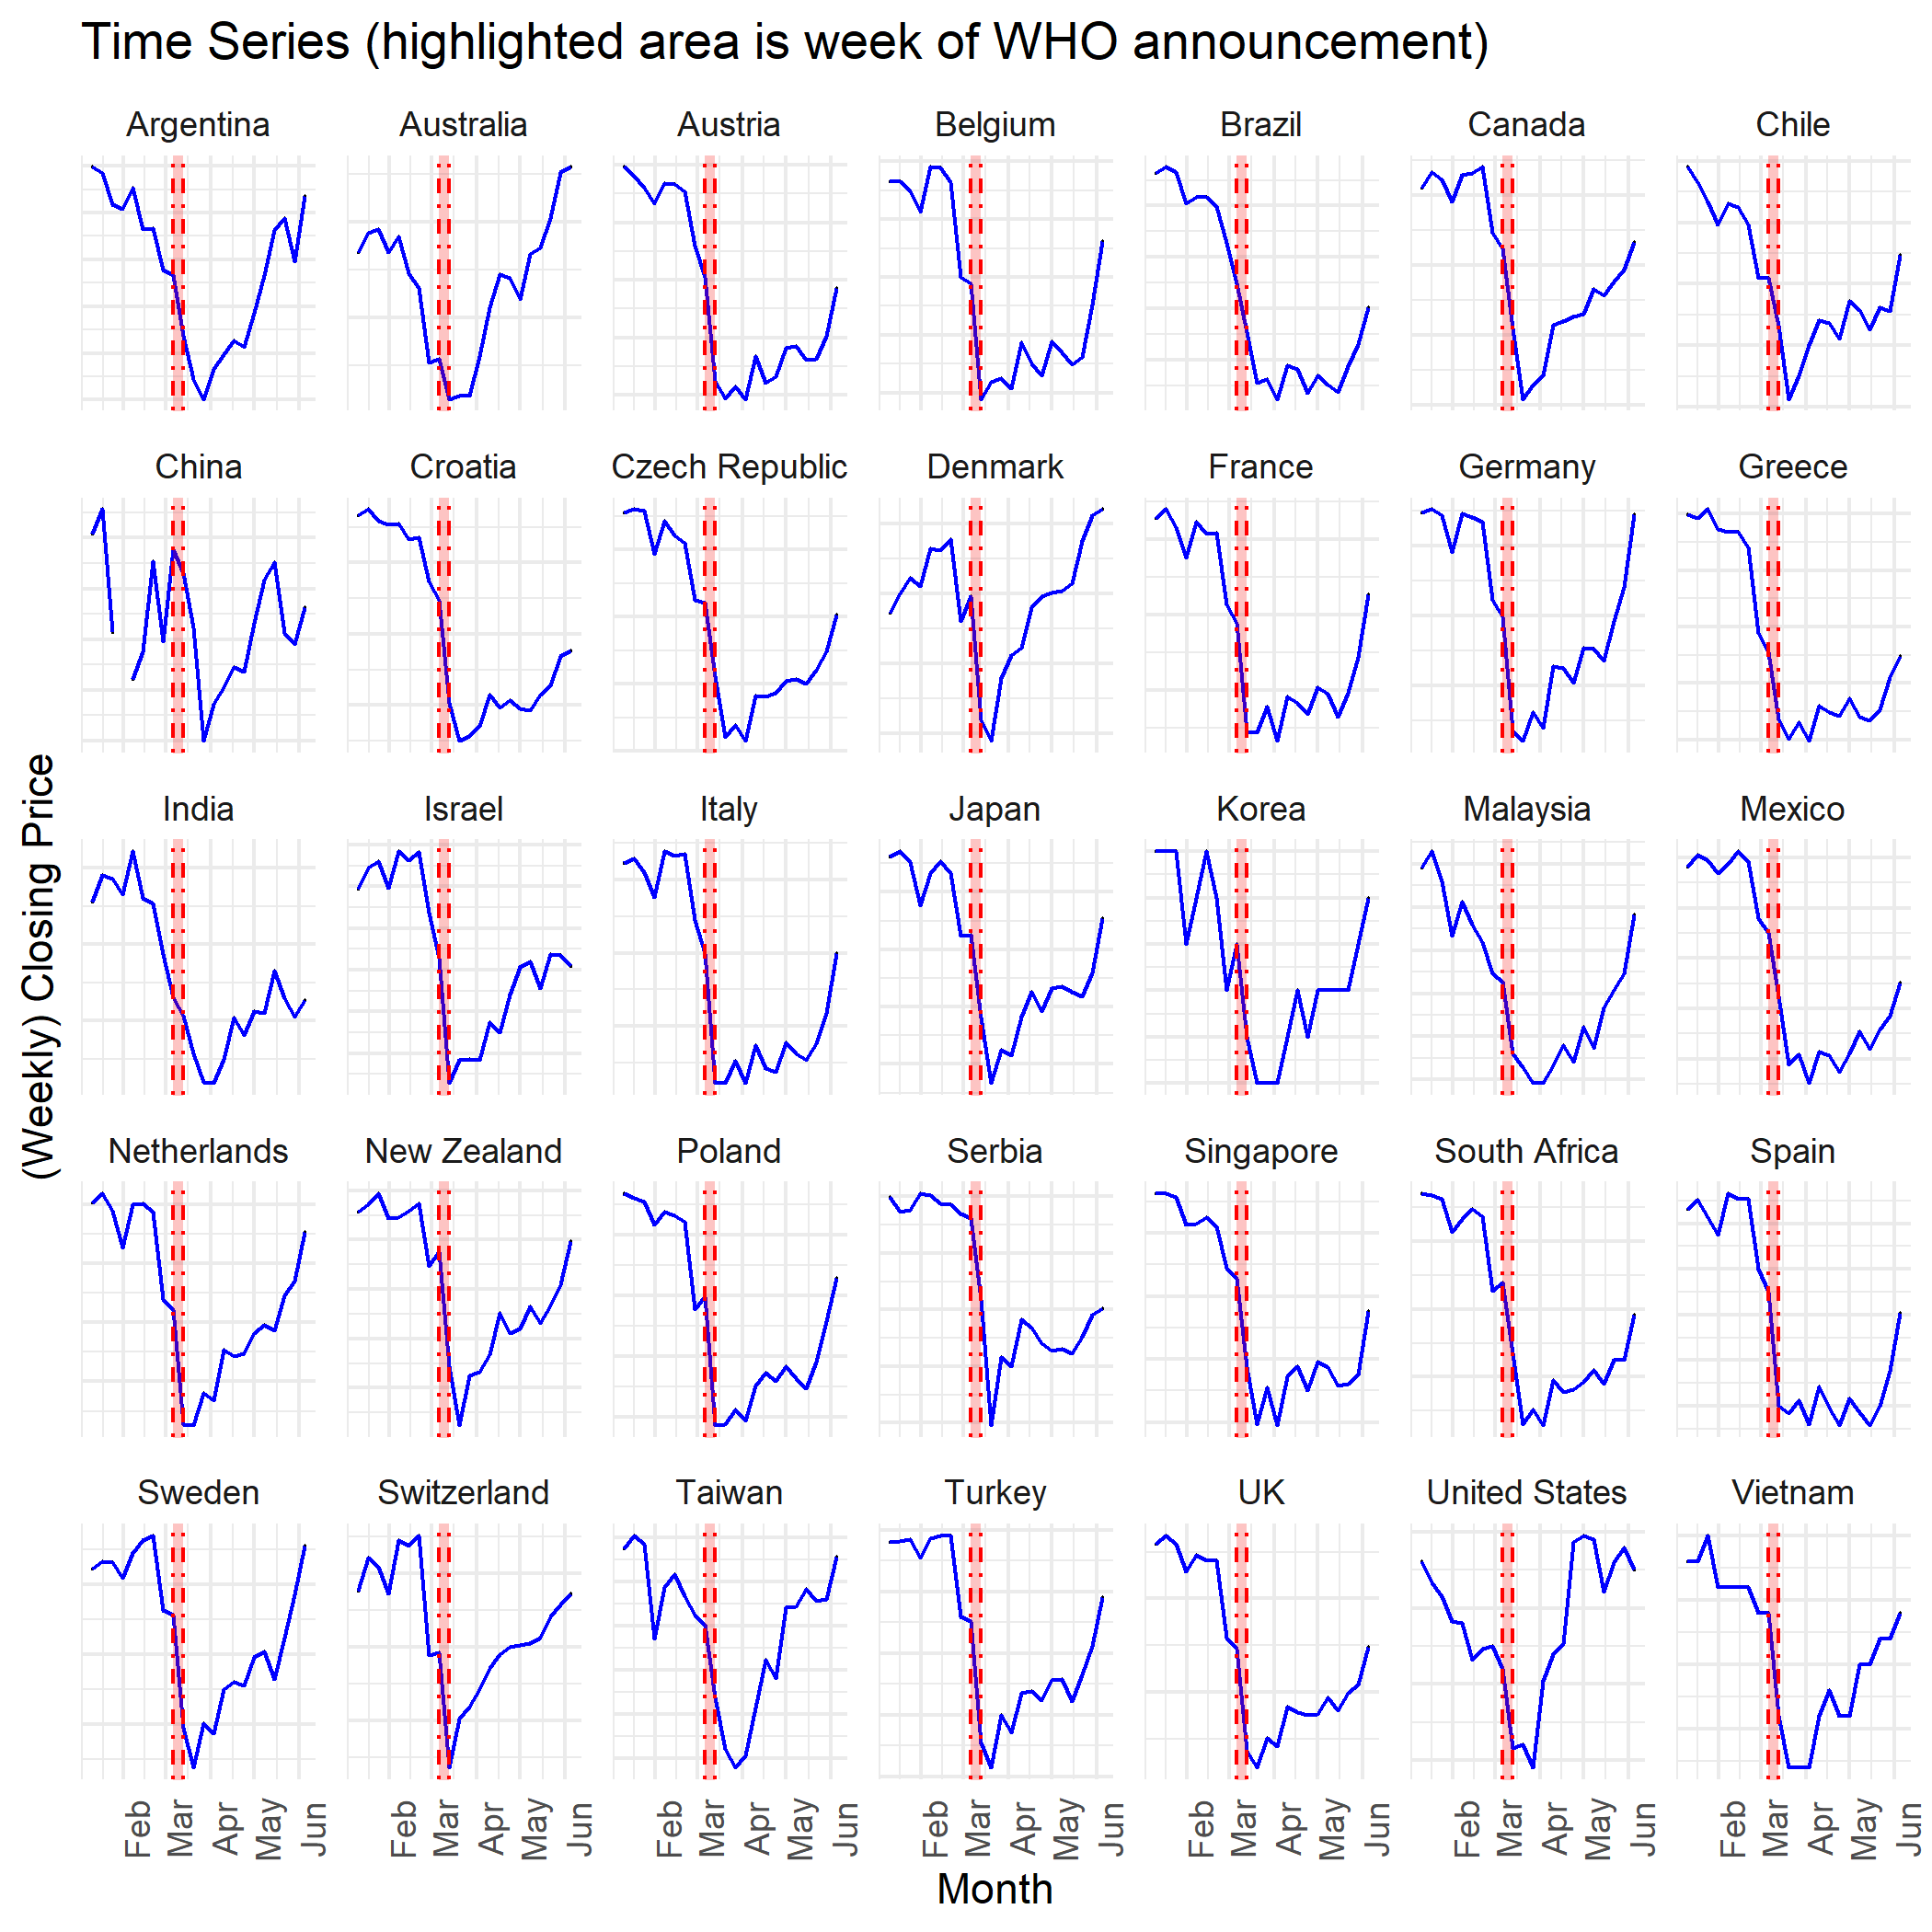 Time Series (highlighted area is week of WHO announcement)
Argentina Australia Austria Belgium Brazil Canada Chile
China Croatia Czech Republic Denmark France Germany Greece
India Israel Italy Japan Korea Malaysia Mexico
Netherlands New Zealand Poland Serbia Singapore South Africa Spain
Sweden Switzerland Taiwan Turkey UK United States Vietnam
(Weekly) Closing Price
Feb Mar Apr May Jun Feb Mar Apr May Jun Feb Mar Apr May Jun Feb Mar Apr May Jun Feb Mar Apr May Jun Feb Mar Apr May Jun Feb Mar Apr May Jun
Month